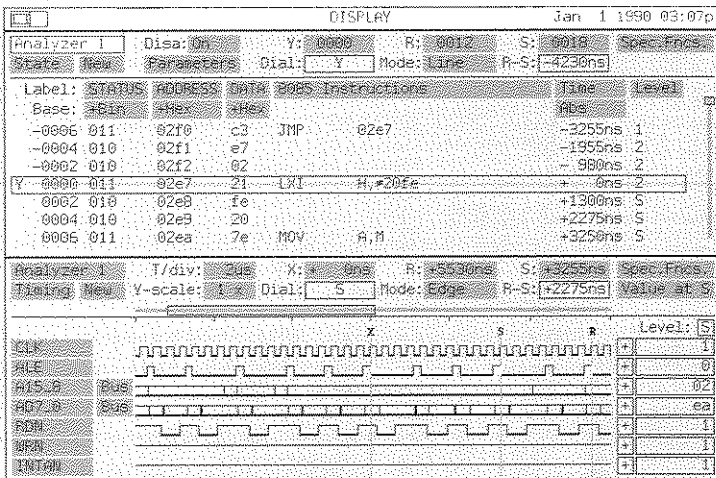 DISPLAY Jan 1 1990 03:07p
Analyzer 1 Disa: On Y: 0000 R: 0012 S: 0018 Spec.Fncs.
State New Parameters Dial: Y Mode: Line R-S: -4230ns
Label: STATUS ADDRESS DATA 8085 Instructions Time Level
Base: +Bin +Hex +Hex Abs
-0006 011 02f0 c3 JMP 02e7 -3255ns 1
-0004 010 02f1 e7 -1955ns 2
-0002 010 02f2 02 - 980ns 2
Y 0000 011 02e7 21 LXI H,#20fe + 0ns 2
0002 010 02e8 fe +1300ns S
0004 010 02e9 20 +2275ns S
0006 011 02ea 7e MOV A,M +3250ns S
Analyzer 1 T/div: 2us X: + 0ns R: +5530ns S: +3255ns Spec.Fncs.
Timing New Y-scale: 1 x Dial: S Mode: Edge R-S: +2275ns Value at S
X S R Level: S
CLK + 1
ALE + 0
A15_8 Bus + 02
AD7_0 Bus + ea
RDN + 1
WRN + 1
INTAN + 1